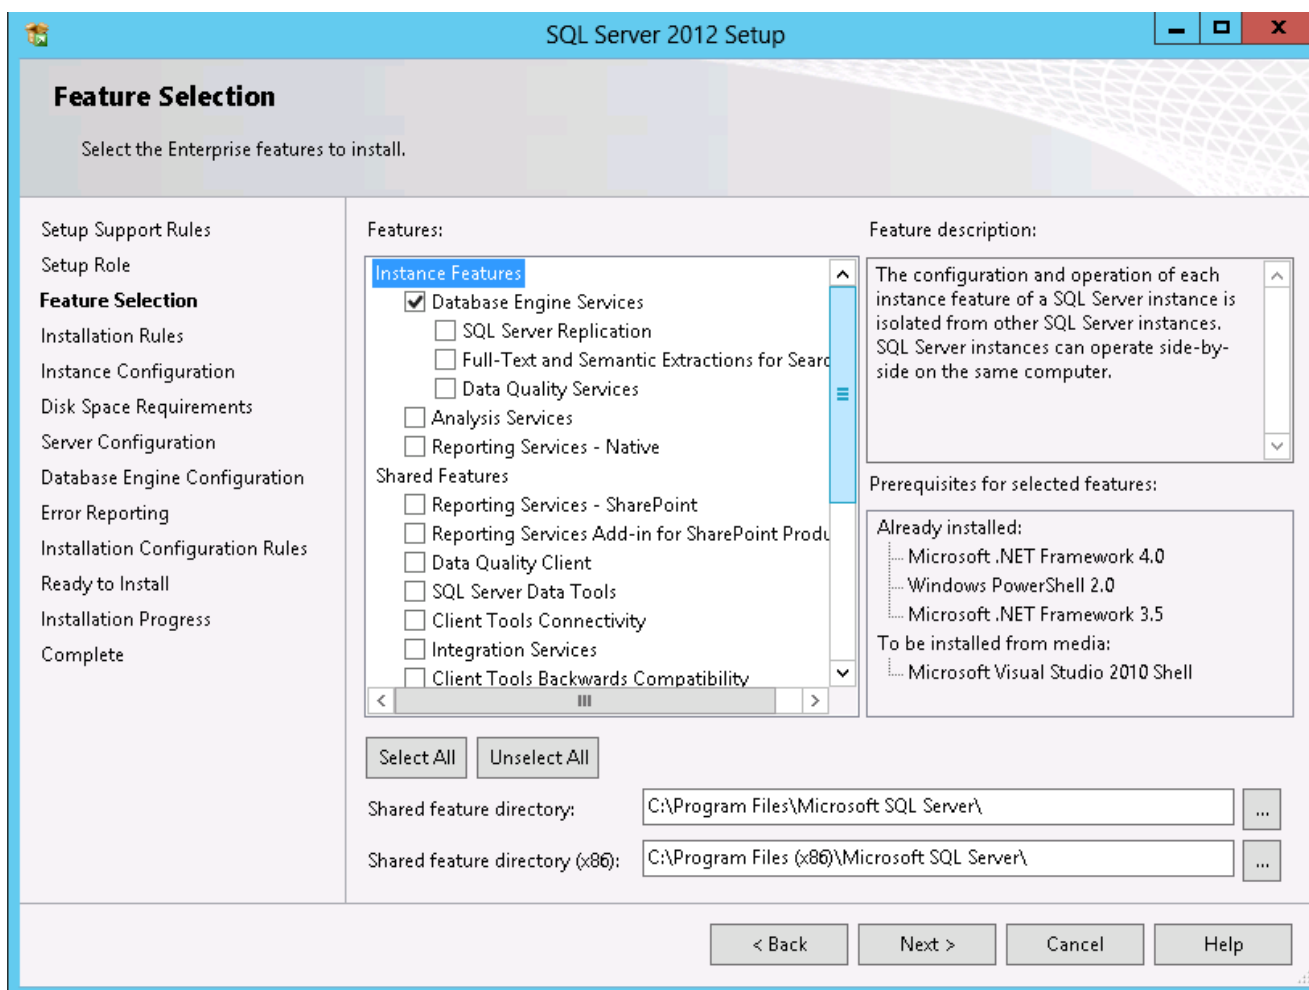 SQL Server 2012 Setup
Feature Selection
Select the Enterprise features to install.
Setup Support Rules
Setup Role
Feature Selection
Installation Rules
Instance Configuration
Disk Space Requirements
Server Configuration
Database Engine Configuration
Error Reporting
Installation Configuration Rules
Ready to Install
Installation Progress
Complete
Features:
Instance Features
Database Engine Services
SQL Server Replication
Full-Text and Semantic Extractions for Searc
Data Quality Services
Analysis Services
Reporting Services - Native
Shared Features
Reporting Services - SharePoint
Reporting Services Add-in for SharePoint Produ
Data Quality Client
SQL Server Data Tools
Client Tools Connectivity
Integration Services
Client Tools Backwards Compatibility
Feature description:
The configuration and operation of each
instance feature of a SQL Server instance is
isolated from other SQL Server instances.
SQL Server instances can operate side-by-
side on the same computer.
Prerequisites for selected features:
Already installed:
Microsoft .NET Framework 4.0
Windows PowerShell 2.0
Microsoft .NET Framework 3.5
To be installed from media:
Microsoft Visual Studio 2010 Shell
Select All
Unselect All
Shared feature directory:
C:\Program Files\Microsoft SQL Server\
...
Shared feature directory (x86):
C:\Program Files (x86)\Microsoft SQL Server\
...
< Back
Next >
Cancel
Help